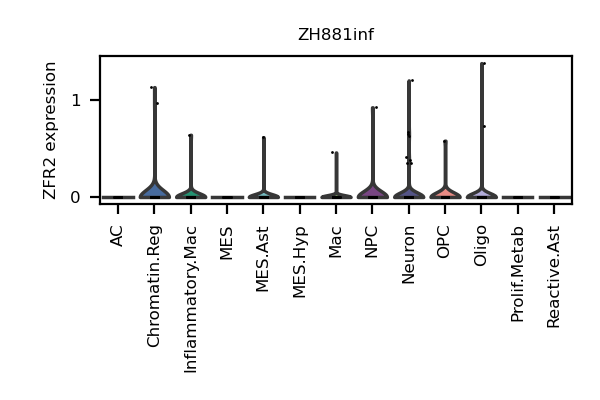 ZH881inf
ZFR2 expression
1
0
AC
Chromatin.Reg
Inflammatory.Mac
MES
MES.Ast
MES.Hyp
Mac
NPC
Neuron
OPC
Oligo
Prolif.Metab
Reactive.Ast